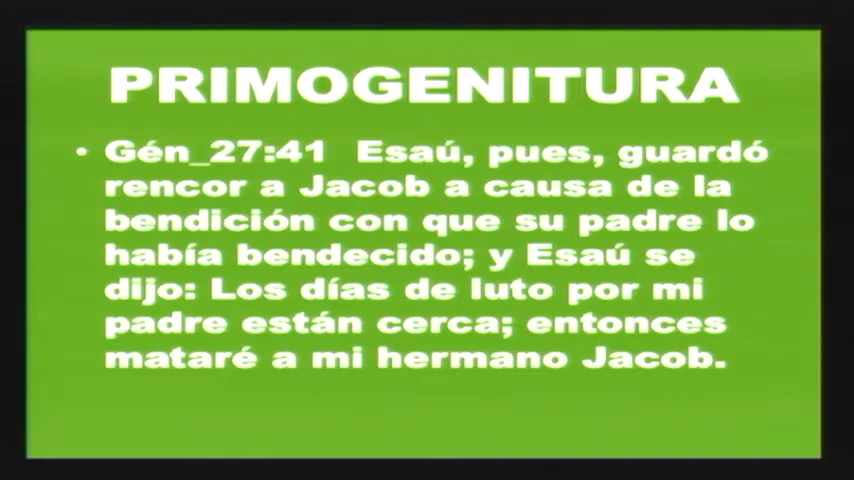 PRIMOGENITURA
• Gén_27:41 Esaú, pues, guardó
rencor a Jacob a causa de la
bendición con que su padre lo
había bendecido; y Esaú se
dijo: Los días de luto por mi
padre están cerca; entonces
mataré a mi hermano Jacob.